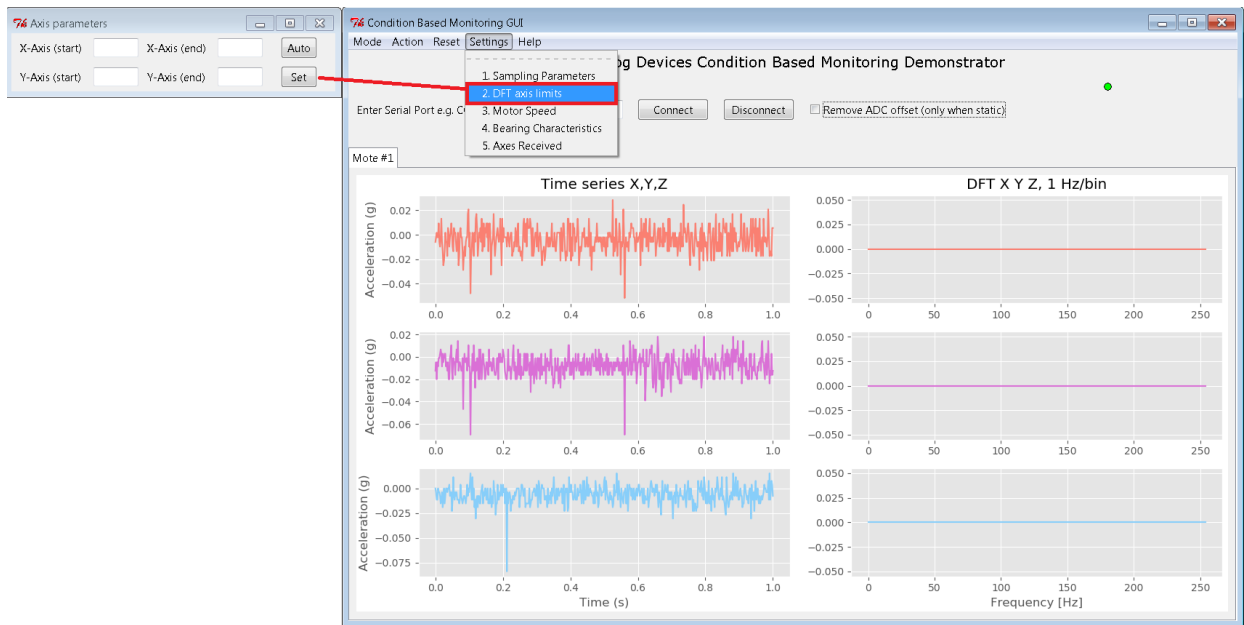 Axis parameters
X-Axis (start) X-Axis (end) Auto
Y-Axis (start) Y-Axis (end) Set
Condition Based Monitoring GUI
Mode Action Reset Settings Help
Devices Condition Based Monitoring Demonstrator
1. Sampling Parameters
2. DFT axis limits
3. Motor Speed
4. Bearing Characteristics
5. Axes Received
Enter Serial Port e.g. Connect Disconnect Remove ADC offset (only when static)
Mote #1
Time series X,Y,Z
Acceleration (g)
0.02
0.00
−0.02
−0.04
0.0 0.2 0.4 0.6 0.8 1.0
Acceleration (g)
0.02
0.00
−0.02
−0.04
−0.06
0.0 0.2 0.4 0.6 0.8 1.0
Acceleration (g)
0.000
−0.025
−0.050
−0.075
0.0 0.2 0.4 0.6 0.8 1.0
Time (s)
DFT X Y Z, 1 Hz/bin
0.050
0.025
0.000
−0.025
−0.050
0 50 100 150 200 250
0.050
0.025
0.000
−0.025
−0.050
0 50 100 150 200 250
0.050
0.025
0.000
−0.025
−0.050
0 50 100 150 200 250
Frequency [Hz]